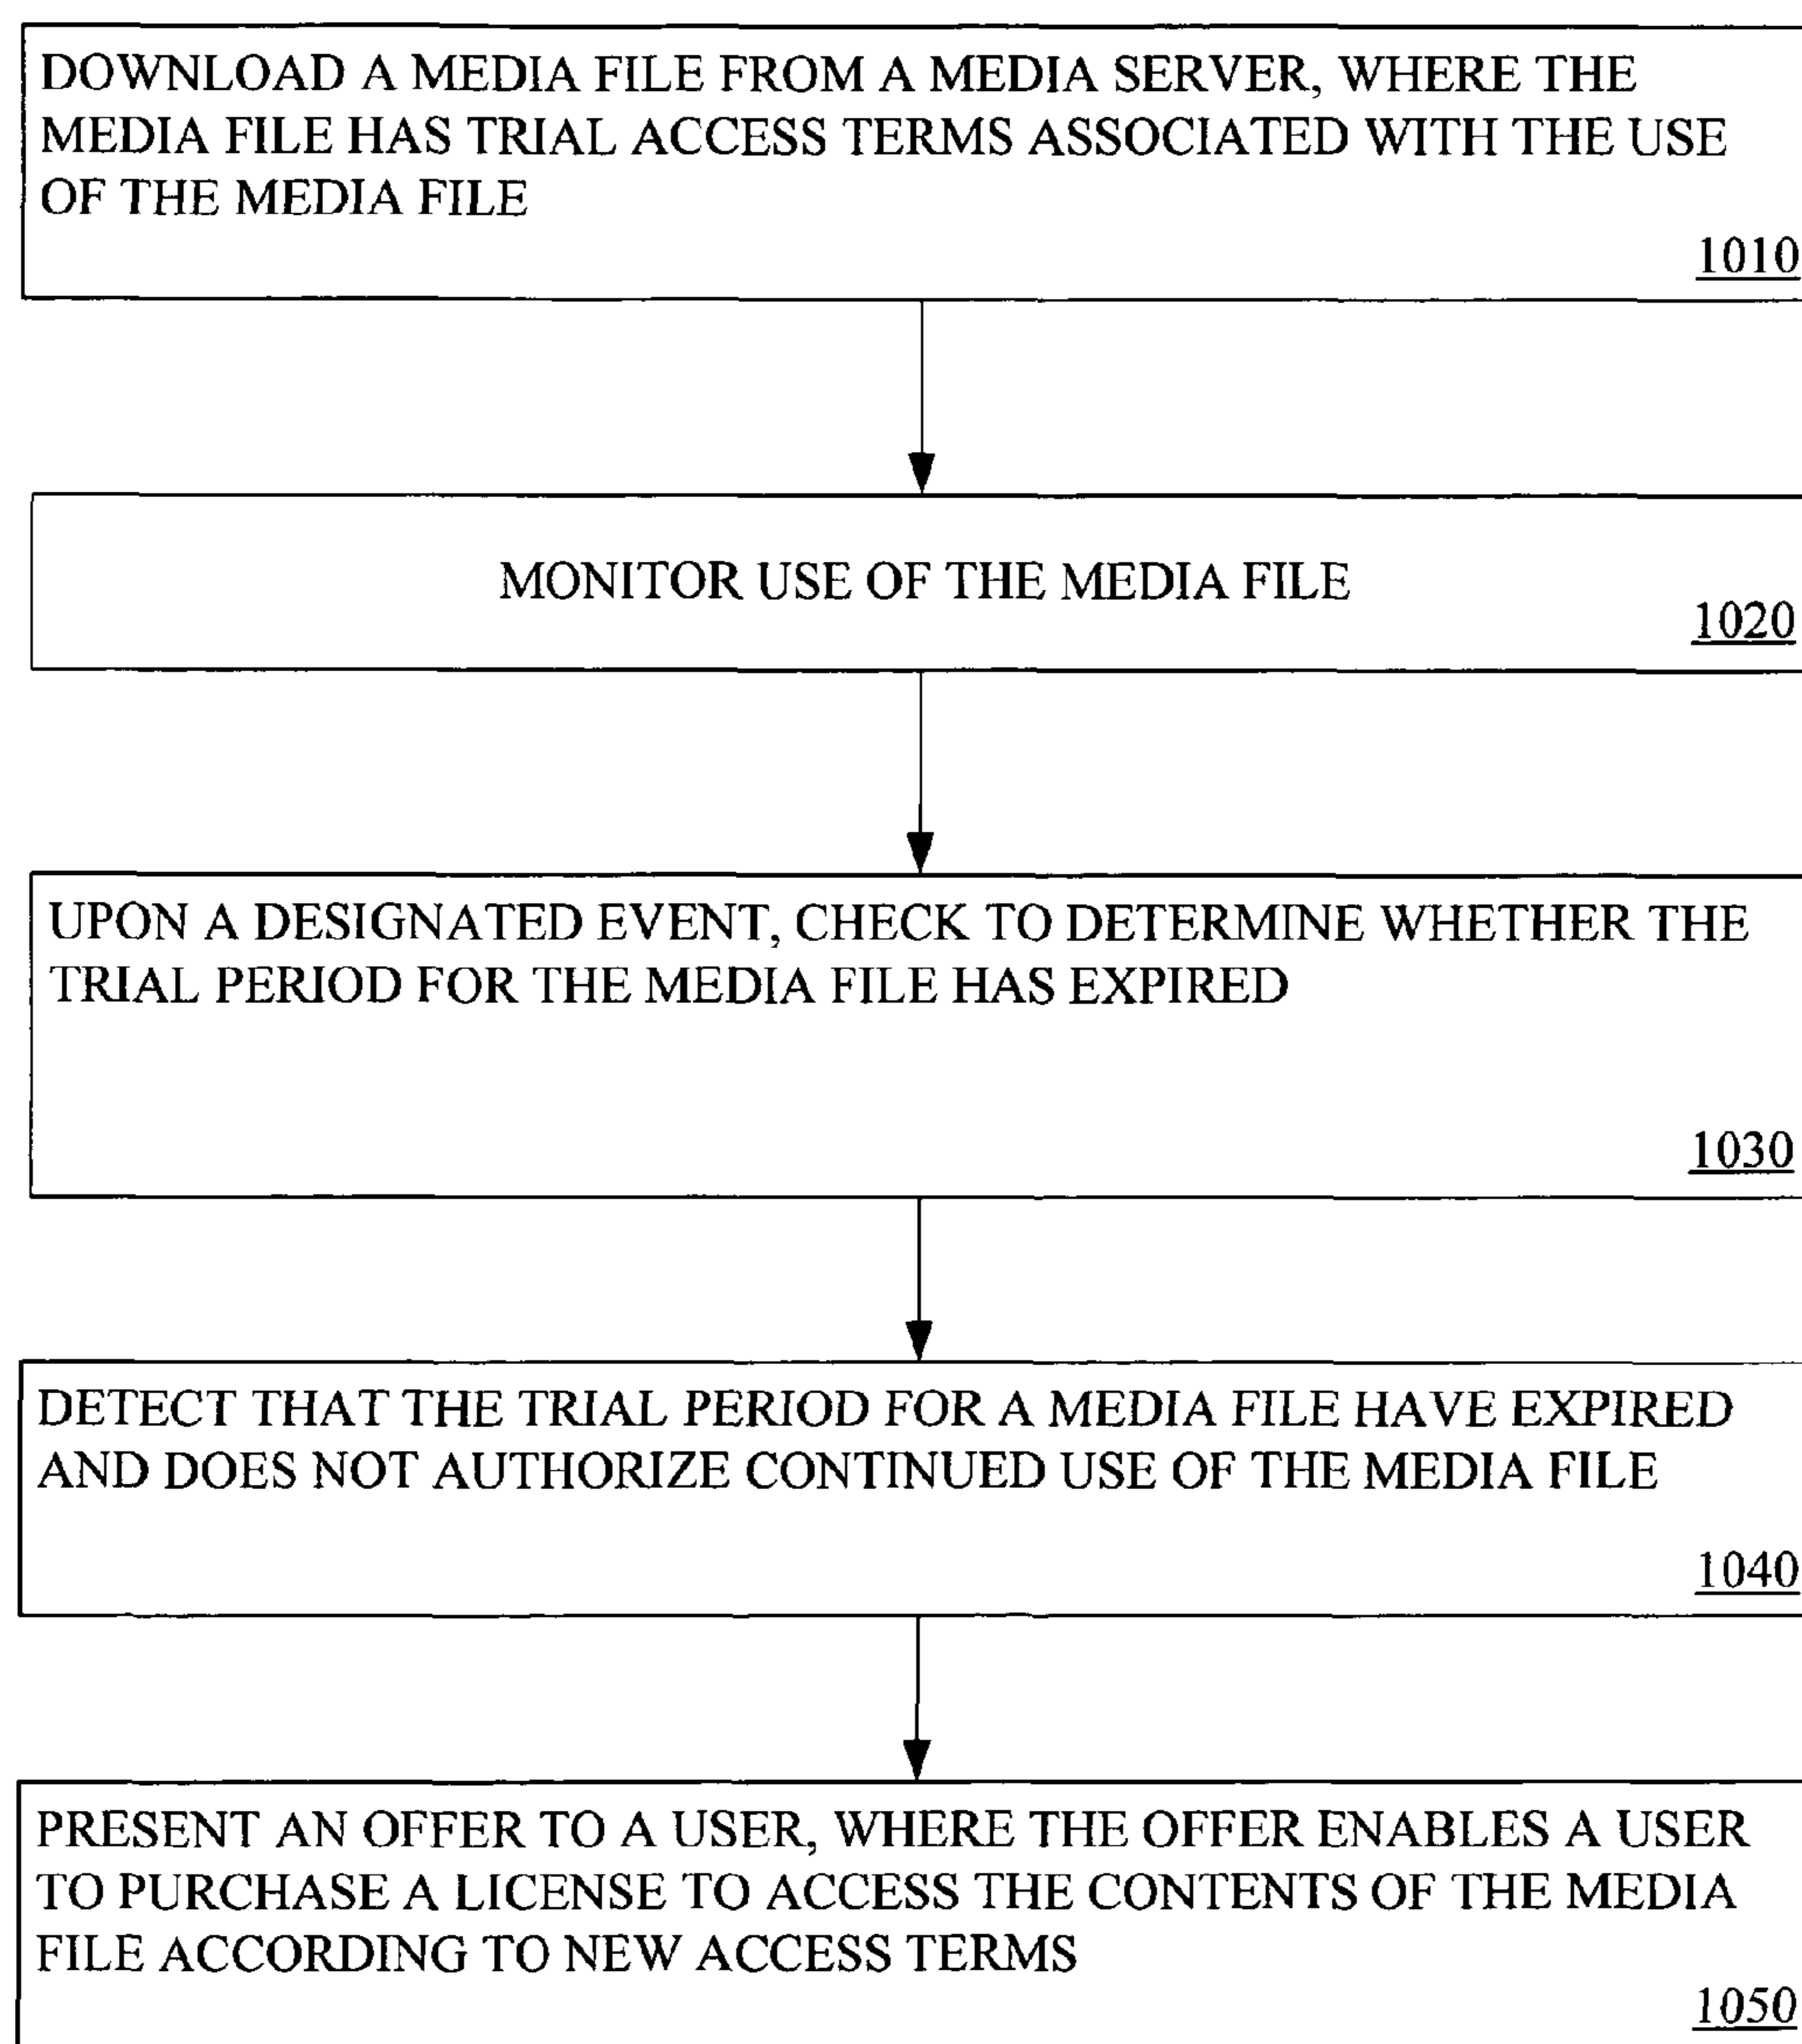 DOWNLOAD A MEDIA FILE FROM A MEDIA SERVER, WHERE THE
MEDIA FILE HAS TRIAL ACCESS TERMS ASSOCIATED WITH THE USE
OF THE MEDIA FILE
1010
MONITOR USE OF THE MEDIA FILE
1020
UPON A DESIGNATED EVENT, CHECK TO DETERMINE WHETHER THE
TRIAL PERIOD FOR THE MEDIA FILE HAS EXPIRED
1030
DETECT THAT THE TRIAL PERIOD FOR A MEDIA FILE HAVE EXPIRED
AND DOES NOT AUTHORIZE CONTINUED USE OF THE MEDIA FILE
1040
PRESENT AN OFFER TO A USER, WHERE THE OFFER ENABLES A USER
TO PURCHASE A LICENSE TO ACCESS THE CONTENTS OF THE MEDIA
FILE ACCORDING TO NEW ACCESS TERMS
1050